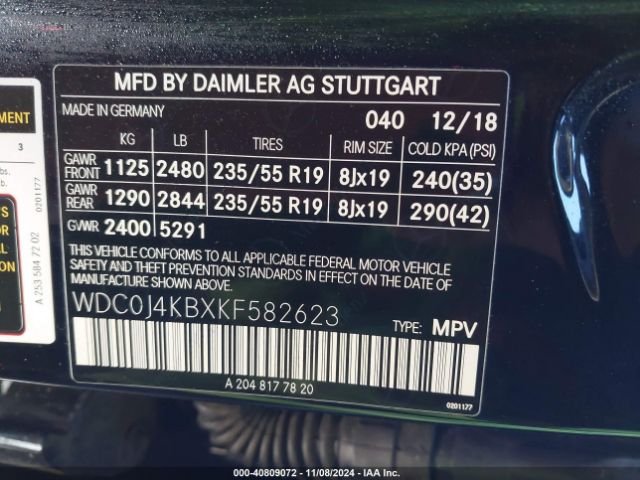 MFD BY DAIMLER AG STUTTGART
MADE IN GERMANY
040 12/18
KG LB TIRES RIM SIZE COLD KPA (PSI)
GAWR FRONT 1125 2480 235/55 R19 8Jx19 240(35)
GAWR REAR 1290 2844 235/55 R19 8Jx19 290(42)
GVWR 2400 5291
THIS VEHICLE CONFORMS TO ALL APPLICABLE FEDERAL MOTOR VEHICLE
SAFETY AND THEFT PREVENTION STANDARDS IN EFFECT ON THE DATE
OF MANUFACTURE SHOWN ABOVE.
WDC0J4KBXKF582623
TYPE: MPV
A 204 817 78 20
0201177
MENT
3
lbs.
b.
0201177
A 253 584 72 02
000-40809072 - 11/08/2024 - IAA Inc.